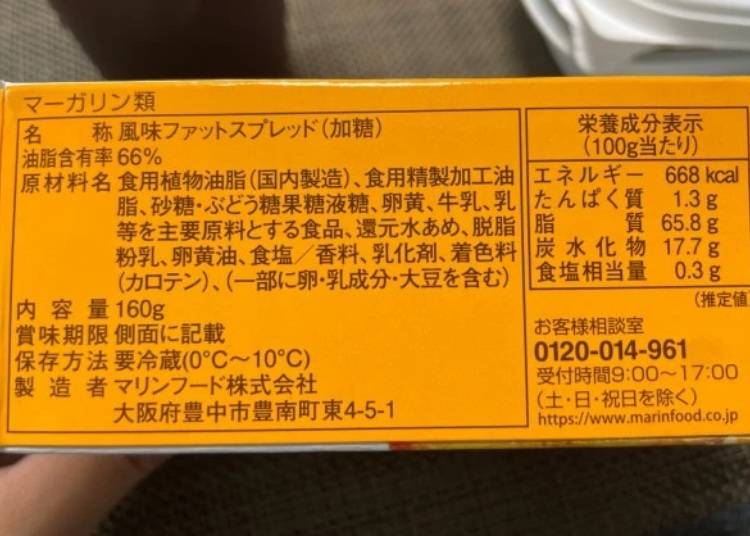 マーガリン類
名称 風味ファットスプレッド(加糖)
油脂含有率 66%
原材料名 食用植物油脂(国内製造)、食用精製加工油
脂、砂糖・ぶどう糖果糖液糖、卵黄、牛乳、乳
等を主要原料とする食品、還元水あめ、脱脂
粉乳、卵黄油、食塩/香料、乳化剤、着色料
(カロテン)、(一部に卵・乳成分・大豆を含む)
内容量 160g
賞味期限 側面に記載
保存方法 要冷蔵(0°C〜10°C)
製造者 マリンフード株式会社
大阪府豊中市豊南町東4-5-1
栄養成分表示
(100g当たり)
エネルギー 668 kcal
たんぱく質 1.3 g
脂質 65.8 g
炭水化物 17.7 g
食塩相当量 0.3 g
(推定値
お客様相談室
0120-014-961
受付時間9:00〜17:00
(土・日・祝日を除く)
https://www.marinfood.co.jp